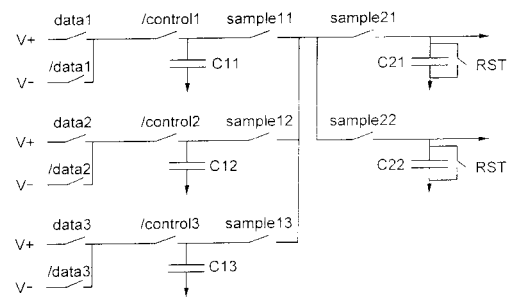 data1 /control1 sample11 sample21
V+
/data1 C11 C21 RST
V-
data2 /control2 sample12 sample22
V+
/data2 C12 C22 RST
V-
data3 /control3 sample13
V+
/data3 C13
V-